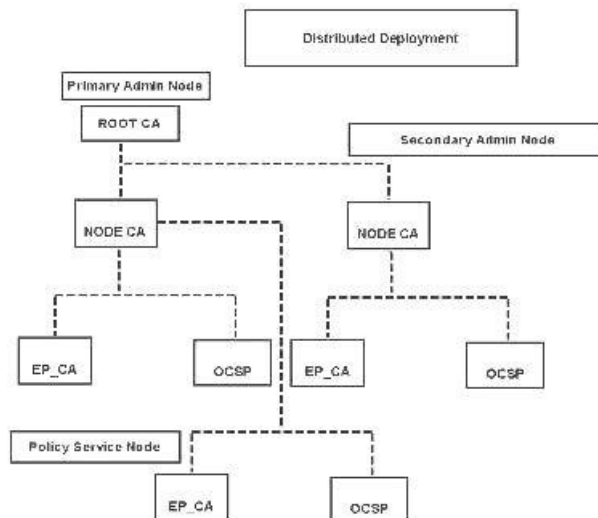 Distributed Deployment
Primary Admin Node
ROOT CA
Secondary Admin Node
NODE CA
NODE CA
EP_CA
OCSP
EP_CA
OCSP
Policy Service Node
EP_CA
OCSP